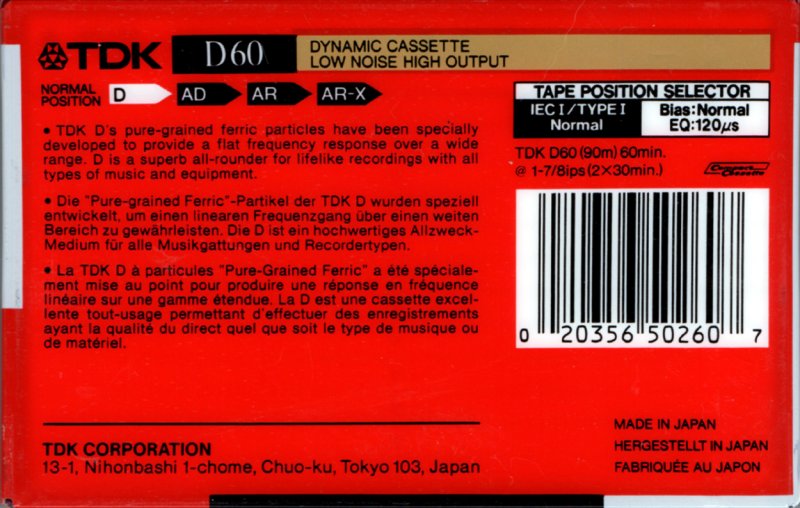 TDK D60 DYNAMIC CASSETTE
LOW NOISE HIGH OUTPUT
NORMAL
POSITION D AD AR AR-X
• TDK D's pure-grained ferric particles have been specially
developed to provide a flat frequency response over a wide
range. D is a superb all-rounder for lifelike recordings with all
types of music and equipment.
• Die "Pure-grained Ferric"-Partikel der TDK D wurden speziell
entwickelt, um einen linearen Frequenzgang über einen weiten
Bereich zu gewährleisten. Die D ist ein hochwertiges Allzweck-
Medium für alle Musikgattungen und Recordertypen.
• La TDK D à particules "Pure-Grained Ferric" a été spéciale-
ment mise au point pour produire une réponse en fréquence
linéaire sur une gamme étendue. La D est une cassette excel-
lente tout-usage permettant d'effectuer des enregistrements
ayant la qualité du direct quel que soit le type de musique ou
de matériel.
TDK CORPORATION
13-1, Nihonbashi 1-chome, Chuo-ku, Tokyo 103, Japan
TAPE POSITION SELECTOR
IEC I/TYPE I
Normal
Bias:Normal
EQ:120μs
TDK D60 (90m) 60min.
@ 1-7/8ips (2×30min.)
Compact
Cassette
0 20356 50260 7
MADE IN JAPAN
HERGESTELLT IN JAPAN
FABRIQUÉE AU JAPON